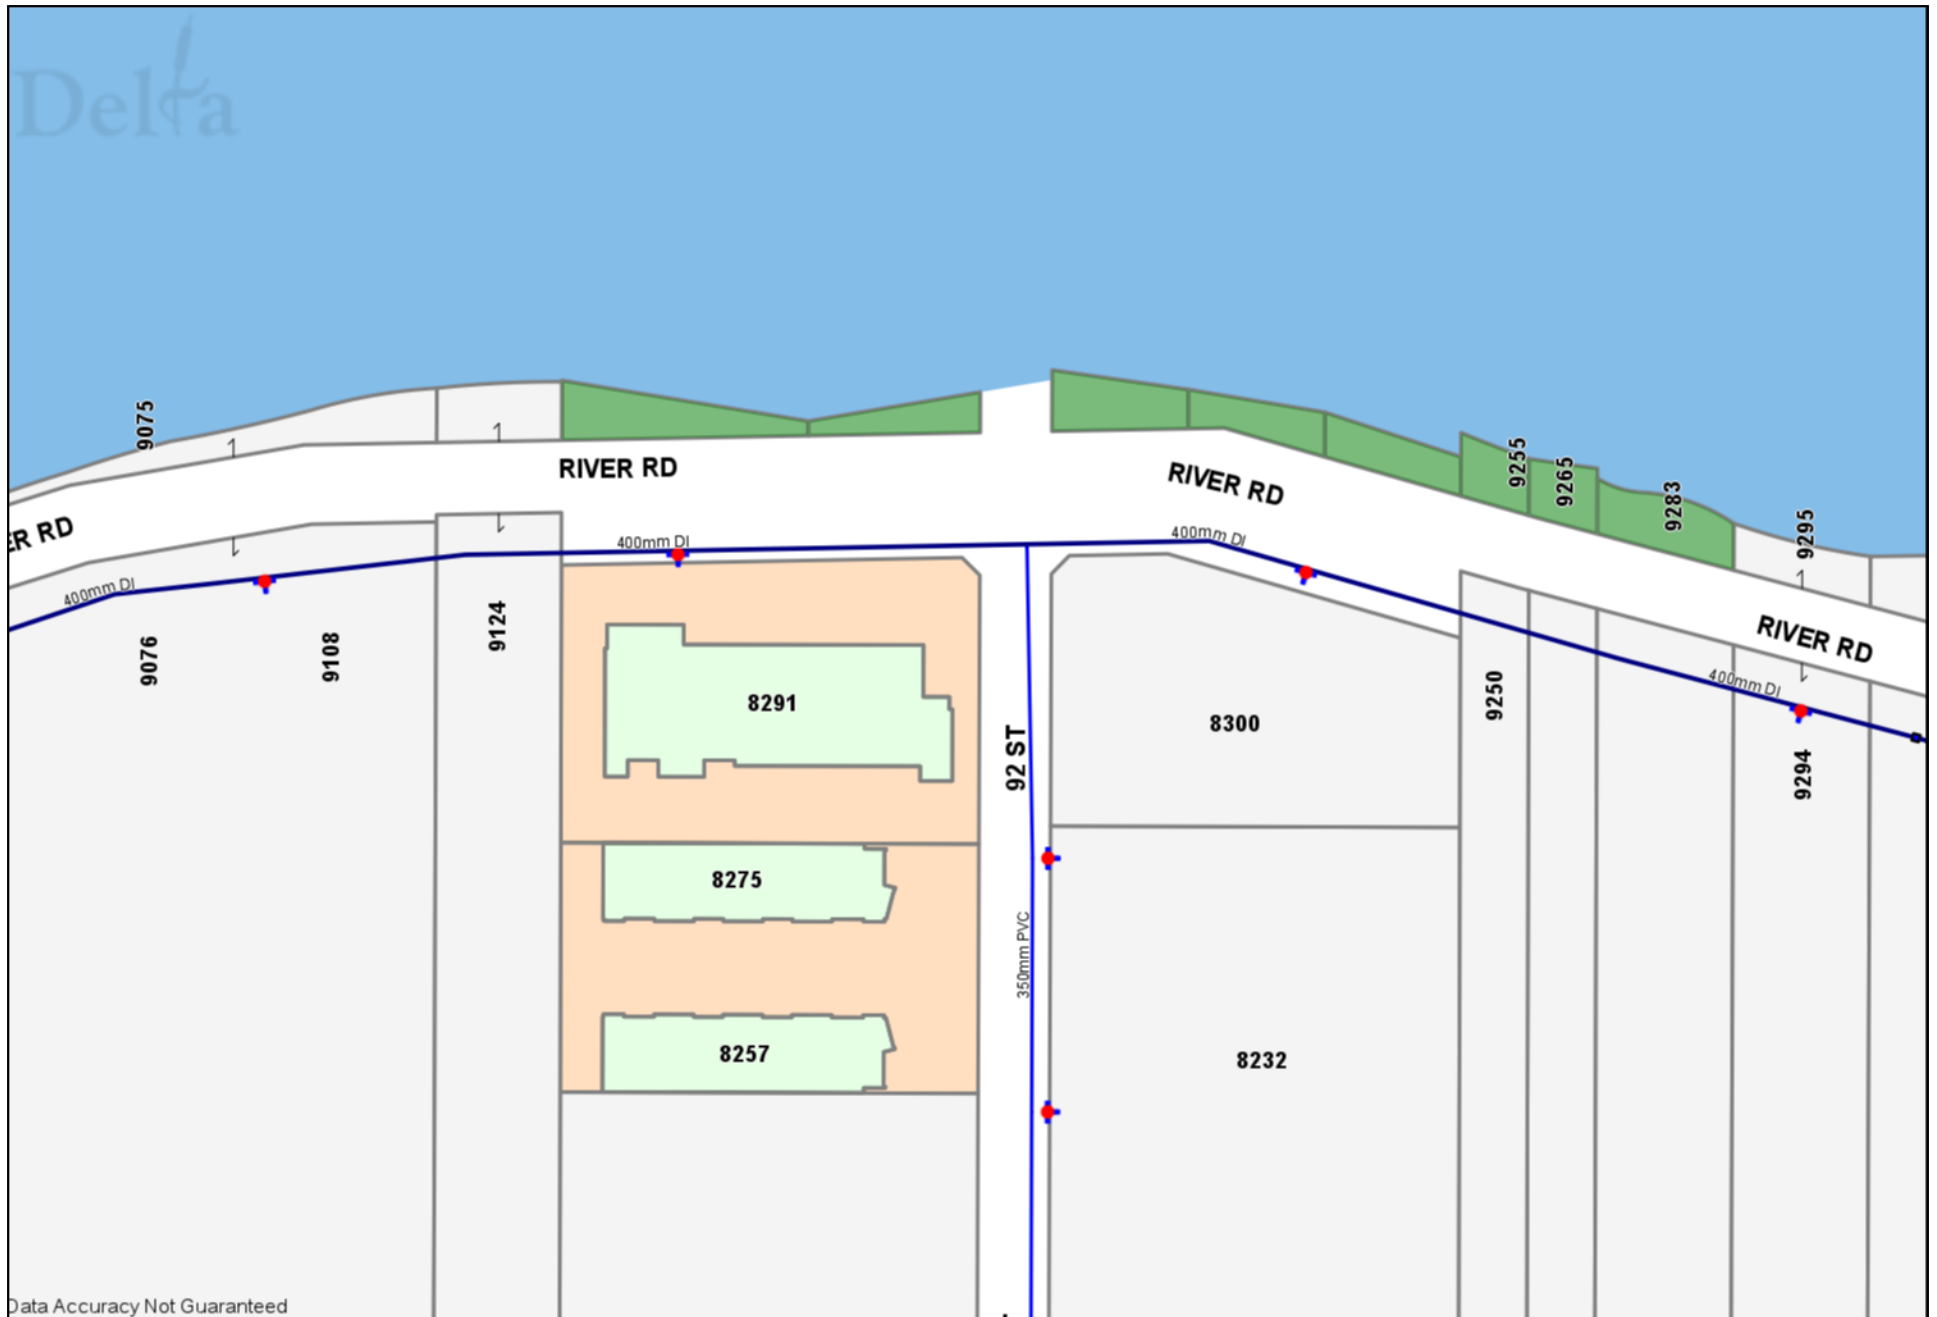 Delta
9075
RIVER RD
RIVER RD
9255
9265
9283
9295
ER RD
400mm DI
400mm DI
400mm DI
9076
9108
9124
RIVER RD
400mm DI
9250
9294
8291
92 ST
8300
8275
350mm PVC
8257
8232
Data Accuracy Not Guaranteed